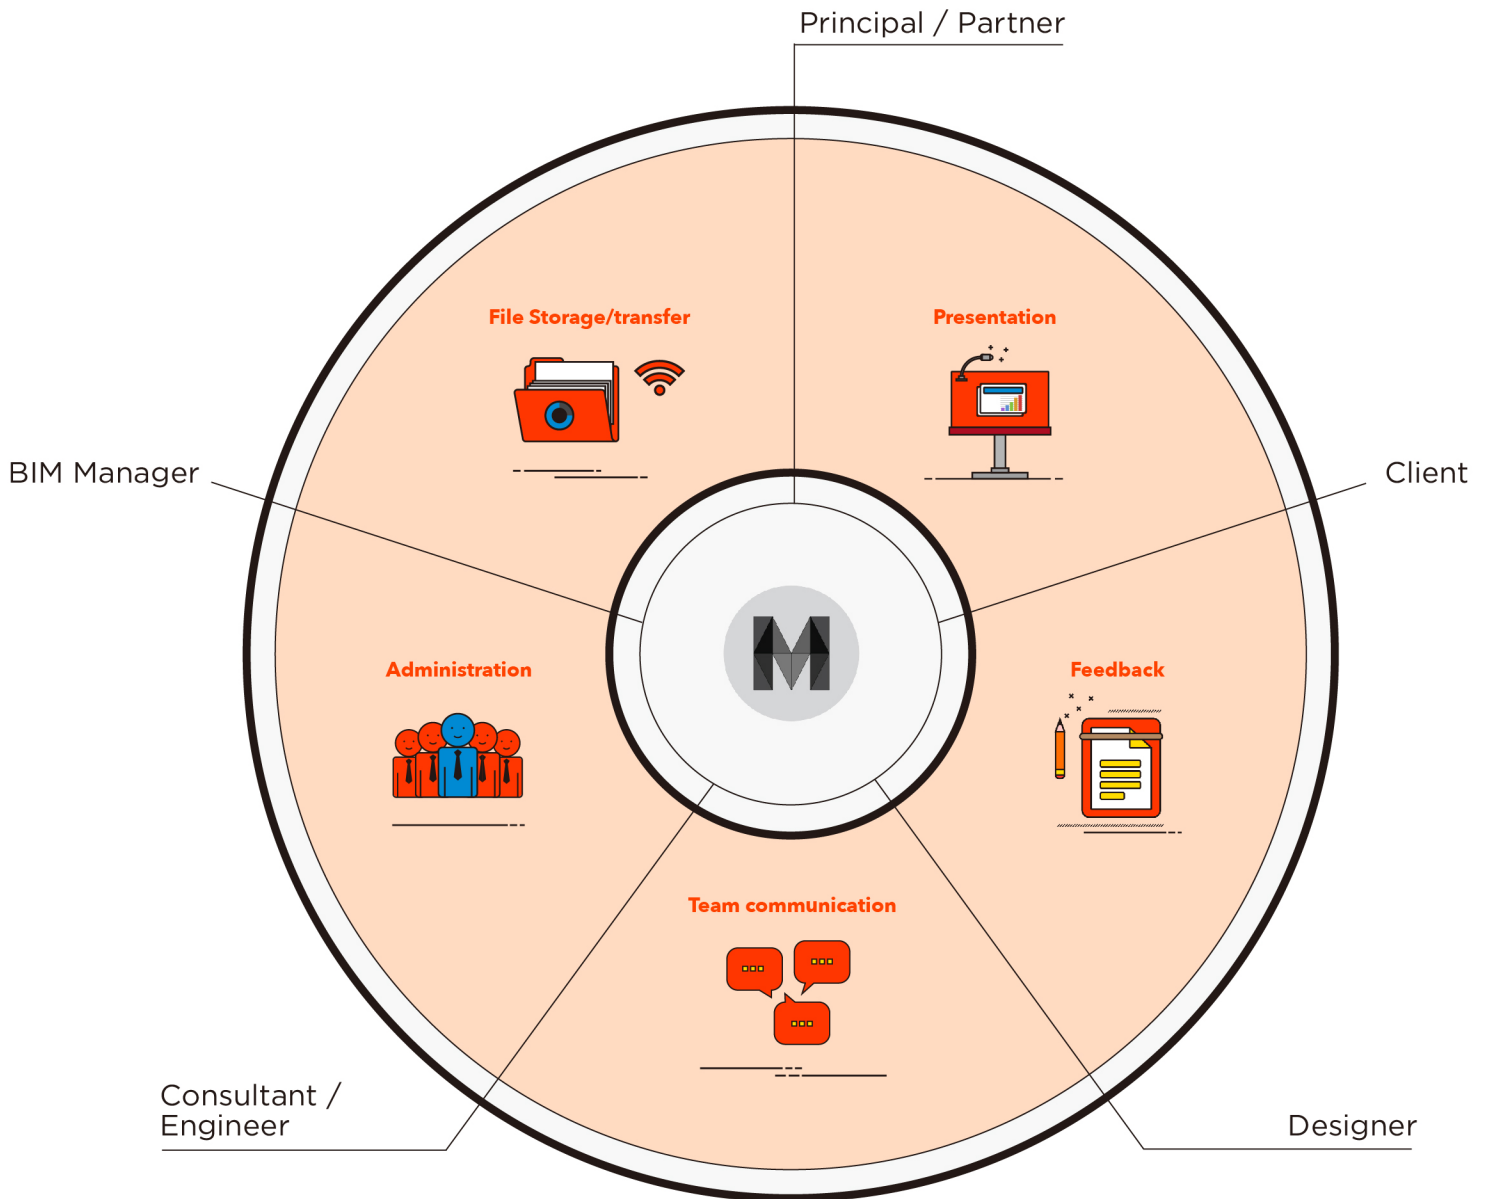 Principal / Partner
File Storage/transfer
Presentation
BIM Manager
Client
M
Administration
Feedback
Team communication
Consultant /
Engineer
Designer